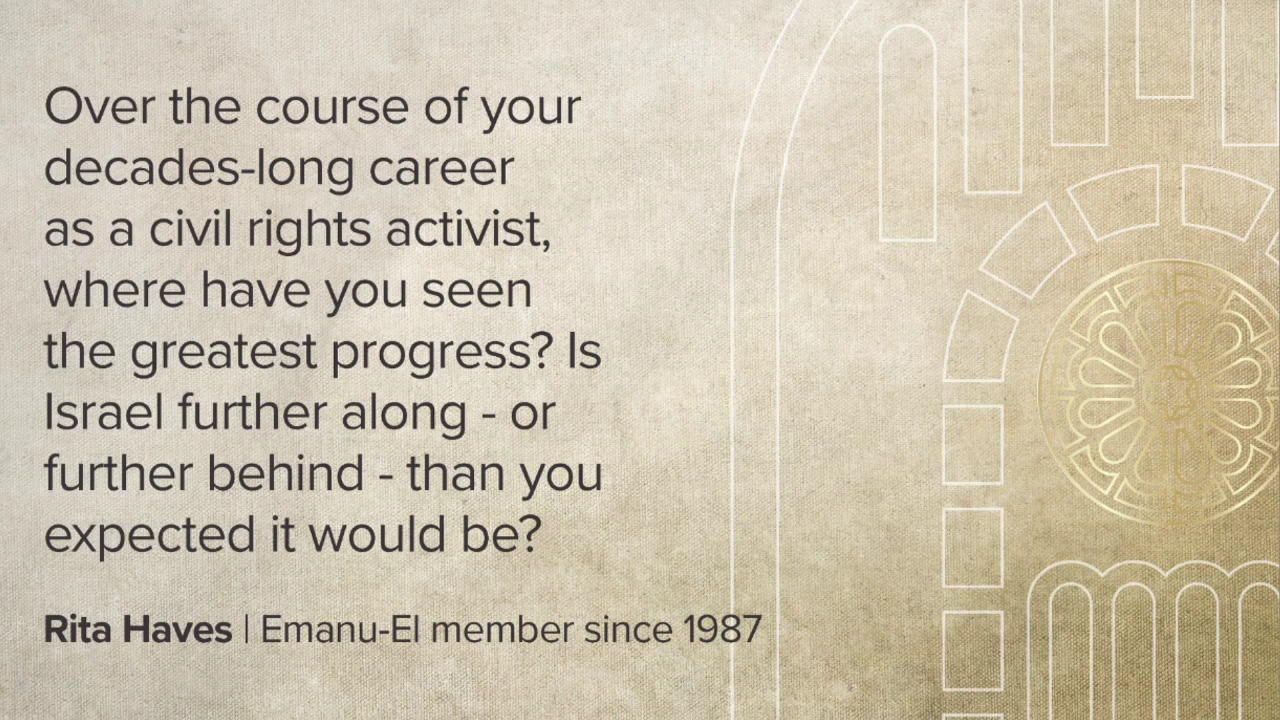 Over the course of your
decades-long career
as a civil rights activist,
where have you seen
the greatest progress? Is
Israel further along - or
further behind - than you
expected it would be?
Rita Haves | Emanu-El member since 1987